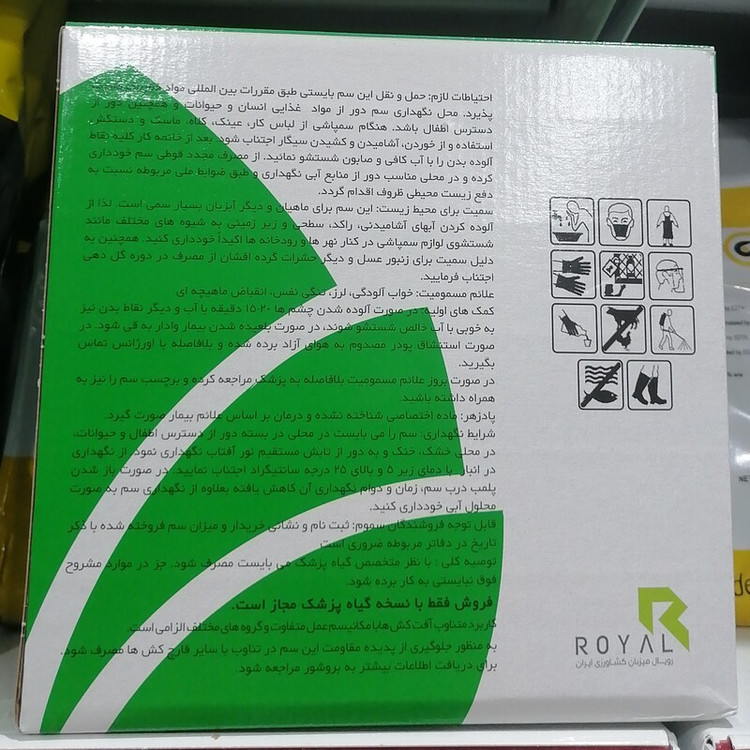 احتیاطات لازم: حمل و نقل این سم بایستی طبق مقررات بین المللی مواد
پذیرد. محل نگهداری سم دور از مواد غذایی انسان و حیوانات و همچنین دور از
دسترس اطفال باشد. هنگام سمپاشی از لباس کار، عینک، کلاه، ماسک و دستکش
استفاده و از خوردن، آشامیدن و کشیدن سیگار اجتناب شود. بعد از خاتمه کار کلیه نقاط
آلوده بدن را با آب کافی و صابون شستشو نمائید. از مصرف مجدد قوطی سم خودداری
کرده و در محلی مناسب دور از منابع آبی نگهداری و طبق ضوابط ملی مربوطه نسبت به
دفع زیست محیطی ظروف اقدام گردد.
سمیت برای محیط زیست: این سم برای ماهیان و دیگر آبزیان بسیار سمی است. لذا از
آلوده کردن آبهای آشامیدنی، راکد، سطحی و زیر زمینی به شیوه های مختلف مانند
شستشوی لوازم سمپاشی در کنار نهر ها و رودخانه ها اکیداً خودداری کنید. همچنین به
دلیل سمیت برای زنبور عسل و دیگر حشرات گرده افشان از مصرف در دوره گل دهی
اجتناب فرمایید.
علائم مسمومیت: خواب آلودگی، لرز، تنگی نفس، انقباض ماهیچه ای
کمک های اولیه: در صورت آلوده شدن چشم ها ۲۰-۱۵ دقیقه با آب و دیگر نقاط بدن نیز
به خوبی با آب خالص شستشو شوند، در صورت بلعیده شدن بیمار وادار به قی شود. در
صورت استنشاق پودر مصدوم به هوای آزاد برده شده و بلافاصله با اورژانس تماس
بگیرید.
در صورت بروز علائم مسمومیت بلافاصله به پزشک مراجعه کرده و برچسب سم را نیز به
همراه داشته باشید.
پادزهر: ماده اختصاصی شناخته نشده و درمان بر اساس علائم بیمار صورت گیرد.
شرایط نگهداری: سم را می بایست در محلی در بسته دور از دسترس اطفال و حیوانات،
در محلی خشک، خنک و به دور از تابش مستقیم نور آفتاب نگهداری نمود. از نگهداری
در انبار با دمای زیر ۵ و بالای ۲۵ درجه سانتیگراد اجتناب نمایید. در صورت باز شدن
پلمب درب سم، زمان و دوام نگهداری آن کاهش یافته بعلاوه از نگهداری سم به صورت
محلول آبی خودداری کنید.
قابل توجه فروشندگان سموم: ثبت نام و نشانی خریدار و میزان سم فروخته شده با ذکر
تاریخ در دفاتر مربوطه ضروری است.
توصیه کلی : با نظر متخصص گیاه پزشک می بایست مصرف شود. جز در موارد مشروح
فوق نبایستی به کار برده شود.
فروش فقط با نسخه گیاه پزشک مجاز است.
کاربرد متناوب آفت کش ها با مکانیسم عمل متفاوت و گروه های مختلف الزامی است.
به منظور جلوگیری از پدیده مقاومت این سم در تناوب با سایر قارچ کش ها مصرف شود.
برای دریافت اطلاعات بیشتر به بروشور مراجعه شود.
ROYAL
رویال میزبان کشاورزی ایران